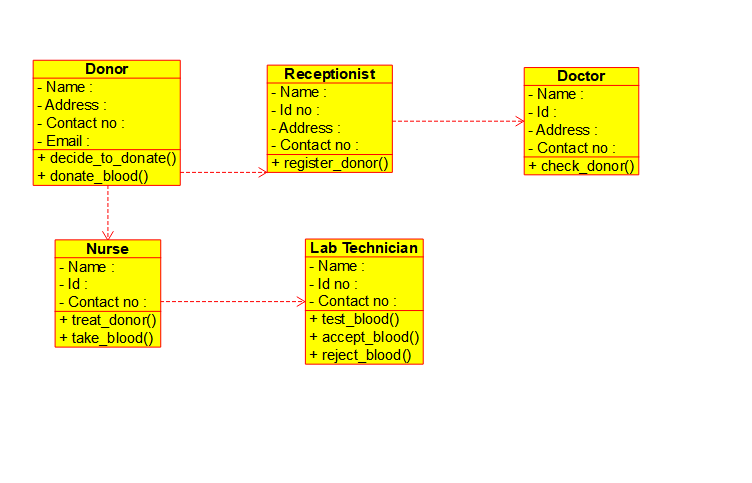 Donor
- Name :
- Address :
- Contact no :
- Email :
+ decide_to_donate()
+ donate_blood()
Receptionist
- Name :
- Id no :
- Address :
- Contact no :
+ register_donor()
Doctor
- Name :
- Id :
- Address :
- Contact no :
+ check_donor()
Nurse
- Name :
- Id :
- Contact no :
+ treat_donor()
+ take_blood()
Lab Technician
- Name :
- Id no :
- Contact no :
+ test_blood()
+ accept_blood()
+ reject_blood()